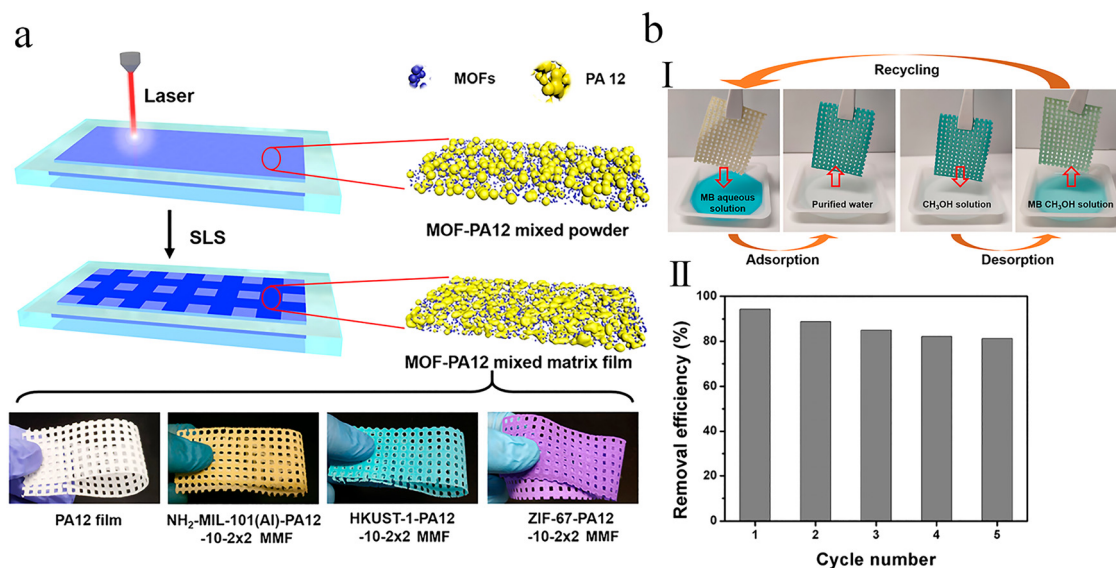 a
Laser
MOFs
PA 12
MOF-PA12 mixed powder
SLS
MOF-PA12 mixed matrix film
PA12 film
NH₂-MIL-101(Al)-PA12
-10-2x2 MMF
HKUST-1-PA12
-10-2x2 MMF
ZIF-67-PA12
-10-2x2 MMF
b
I
Recycling
MB aqueous
solution
Purified water
CH₃OH solution
MB CH₃OH solution
Adsorption
Desorption
II
Removal efficiency (%)
100
80
60
40
20
0
1 2 3 4 5
Cycle number